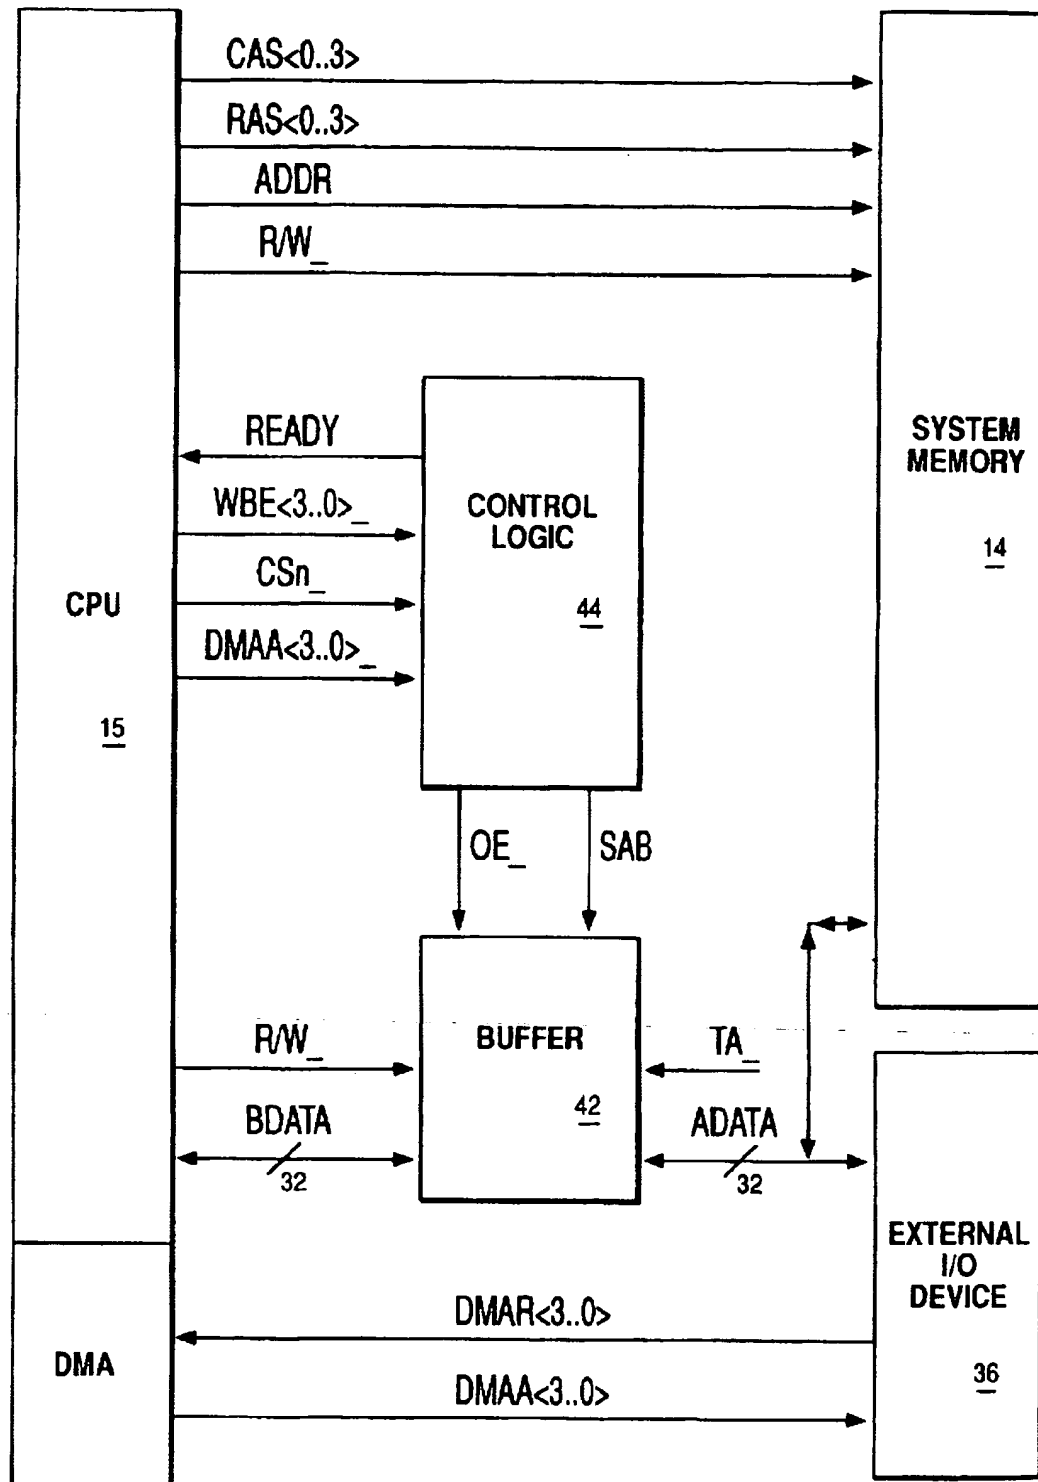 CAS<0..3>
RAS<0..3>
ADDR
R/W_
READY
WBE<3..0>_
CSn_
DMAA<3..0>_
CPU
15
CONTROL
LOGIC
44
SYSTEM
MEMORY
14
OE_
SAB
R/W_
BDATA
32
BUFFER
42
TA_
ADATA
32
EXTERNAL
I/O
DEVICE
36
DMA
DMAR<3..0>
DMAA<3..0>